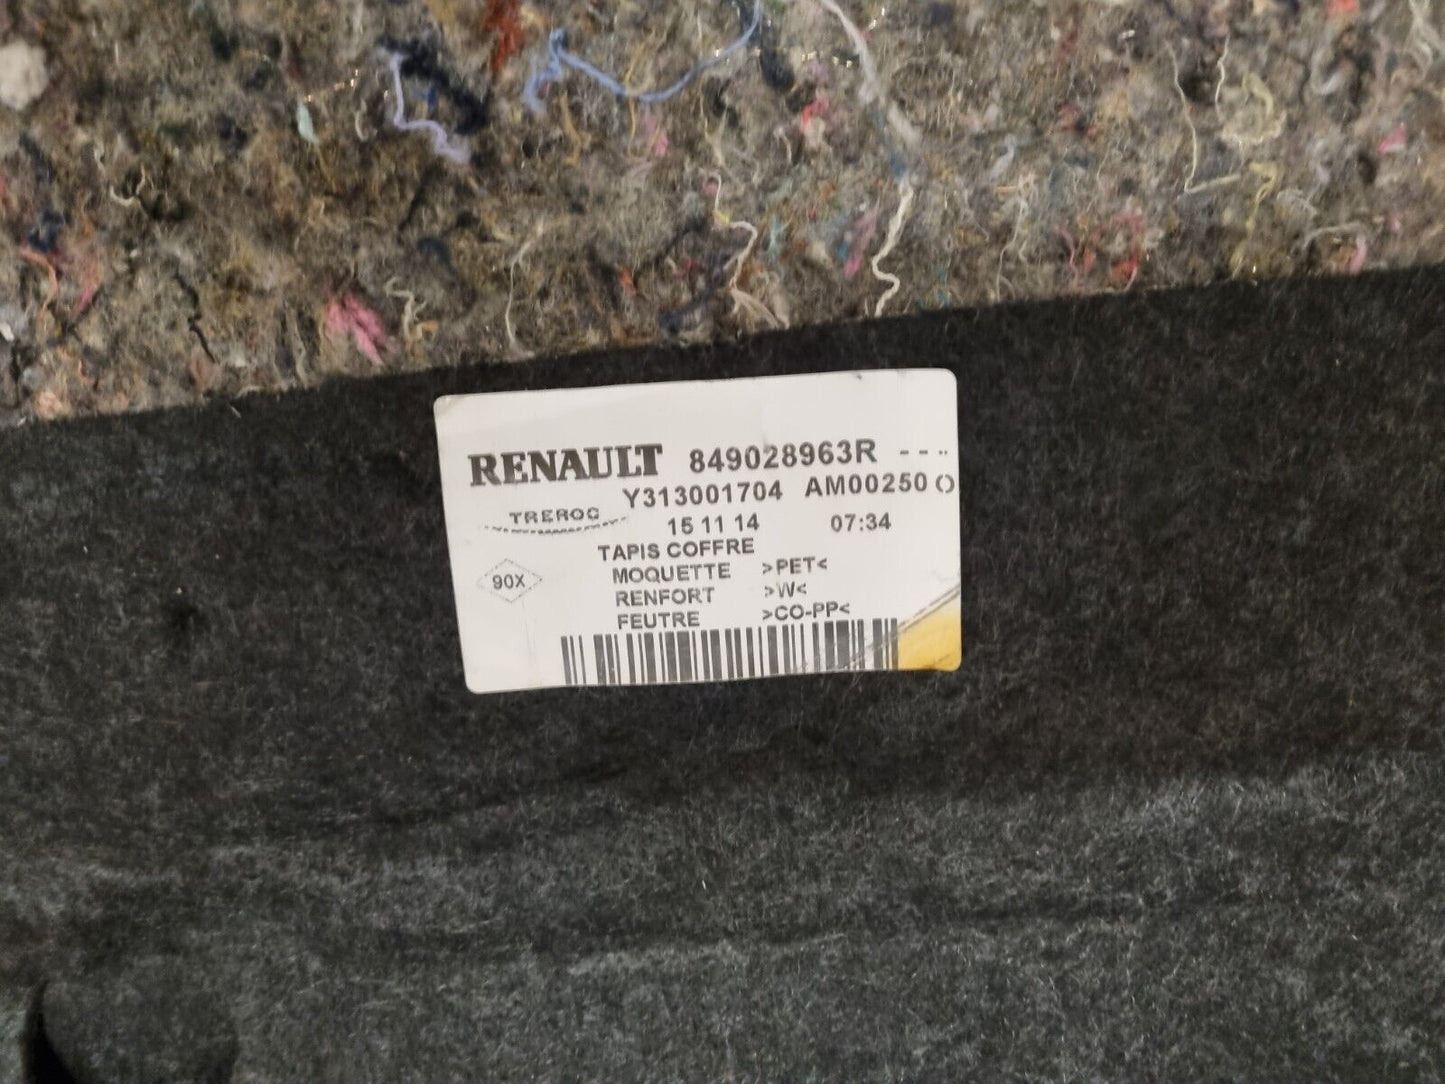 RENAULT 849028963R - - --
Y313001704 AM00250 ()
TREROC 15 11 14 07:34
TAPIS COFFRE
90X MOQUETTE >PET<
RENFORT >W<
FEUTRE >CO-PP<